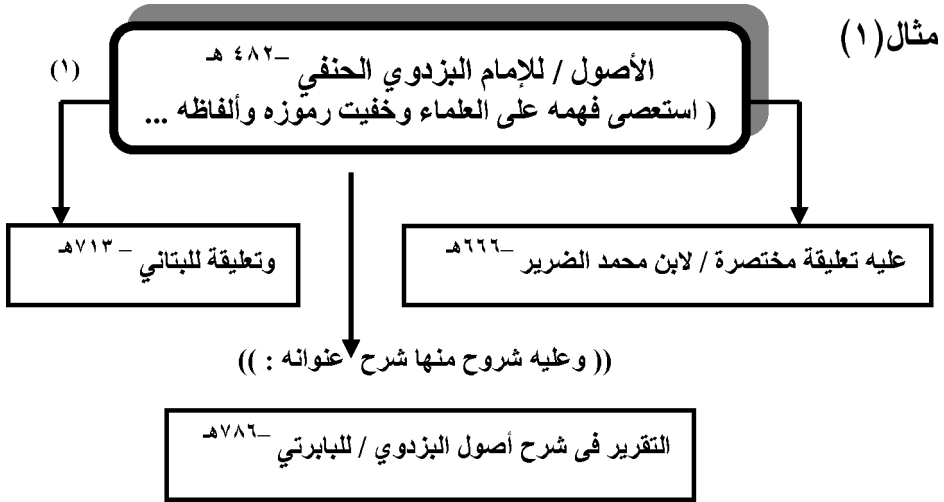 مثال(١)
الأصول / للإمام البزدوي الحنفي –٤٨٢ هـ
( استعصى فهمه على العلماء وخفيت رموزه وألفاظه ...
(١)
عليه تعليقة مختصرة / لابن محمد الضرير –٦٦٦هـ
وتعليقة للبتاني – ٧١٣هـ
(( وعليه شروح منها شرح عنوانه : ))
التقرير فى شرح أصول البزدوي / للبابرتي –٧٨٦هـ